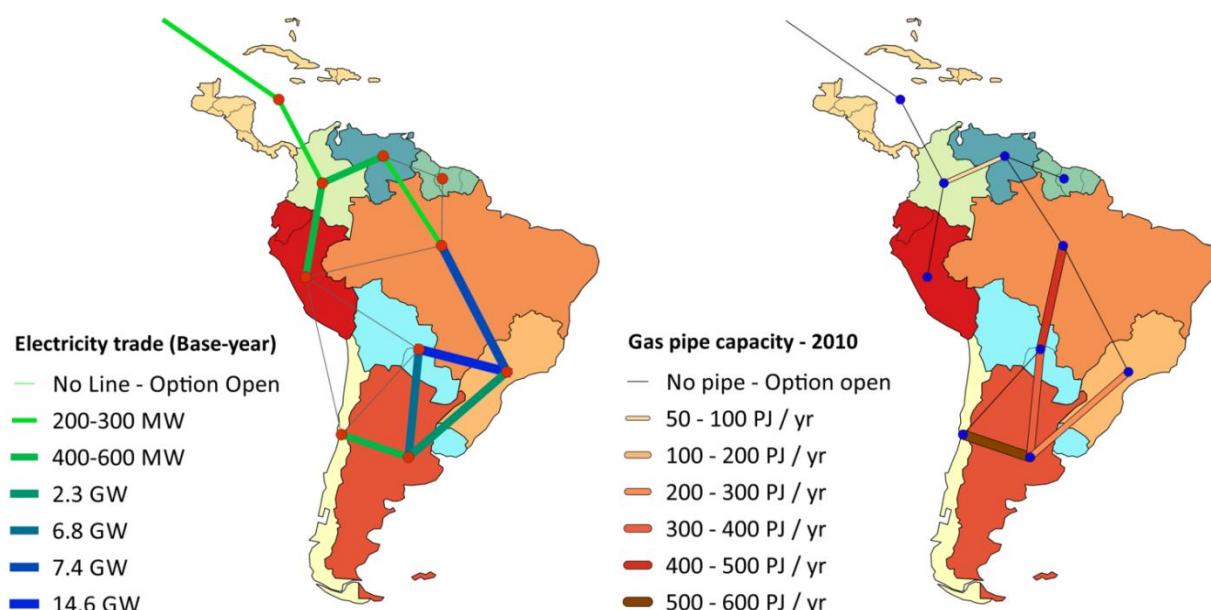 Electricity trade (Base-year)
No Line - Option Open
200-300 MW
400-600 MW
2.3 GW
6.8 GW
7.4 GW
14.6 GW
Gas pipe capacity - 2010
No pipe - Option open
50 - 100 PJ / yr
100 - 200 PJ / yr
200 - 300 PJ / yr
300 - 400 PJ / yr
400 - 500 PJ / yr
500 - 600 PJ / yr